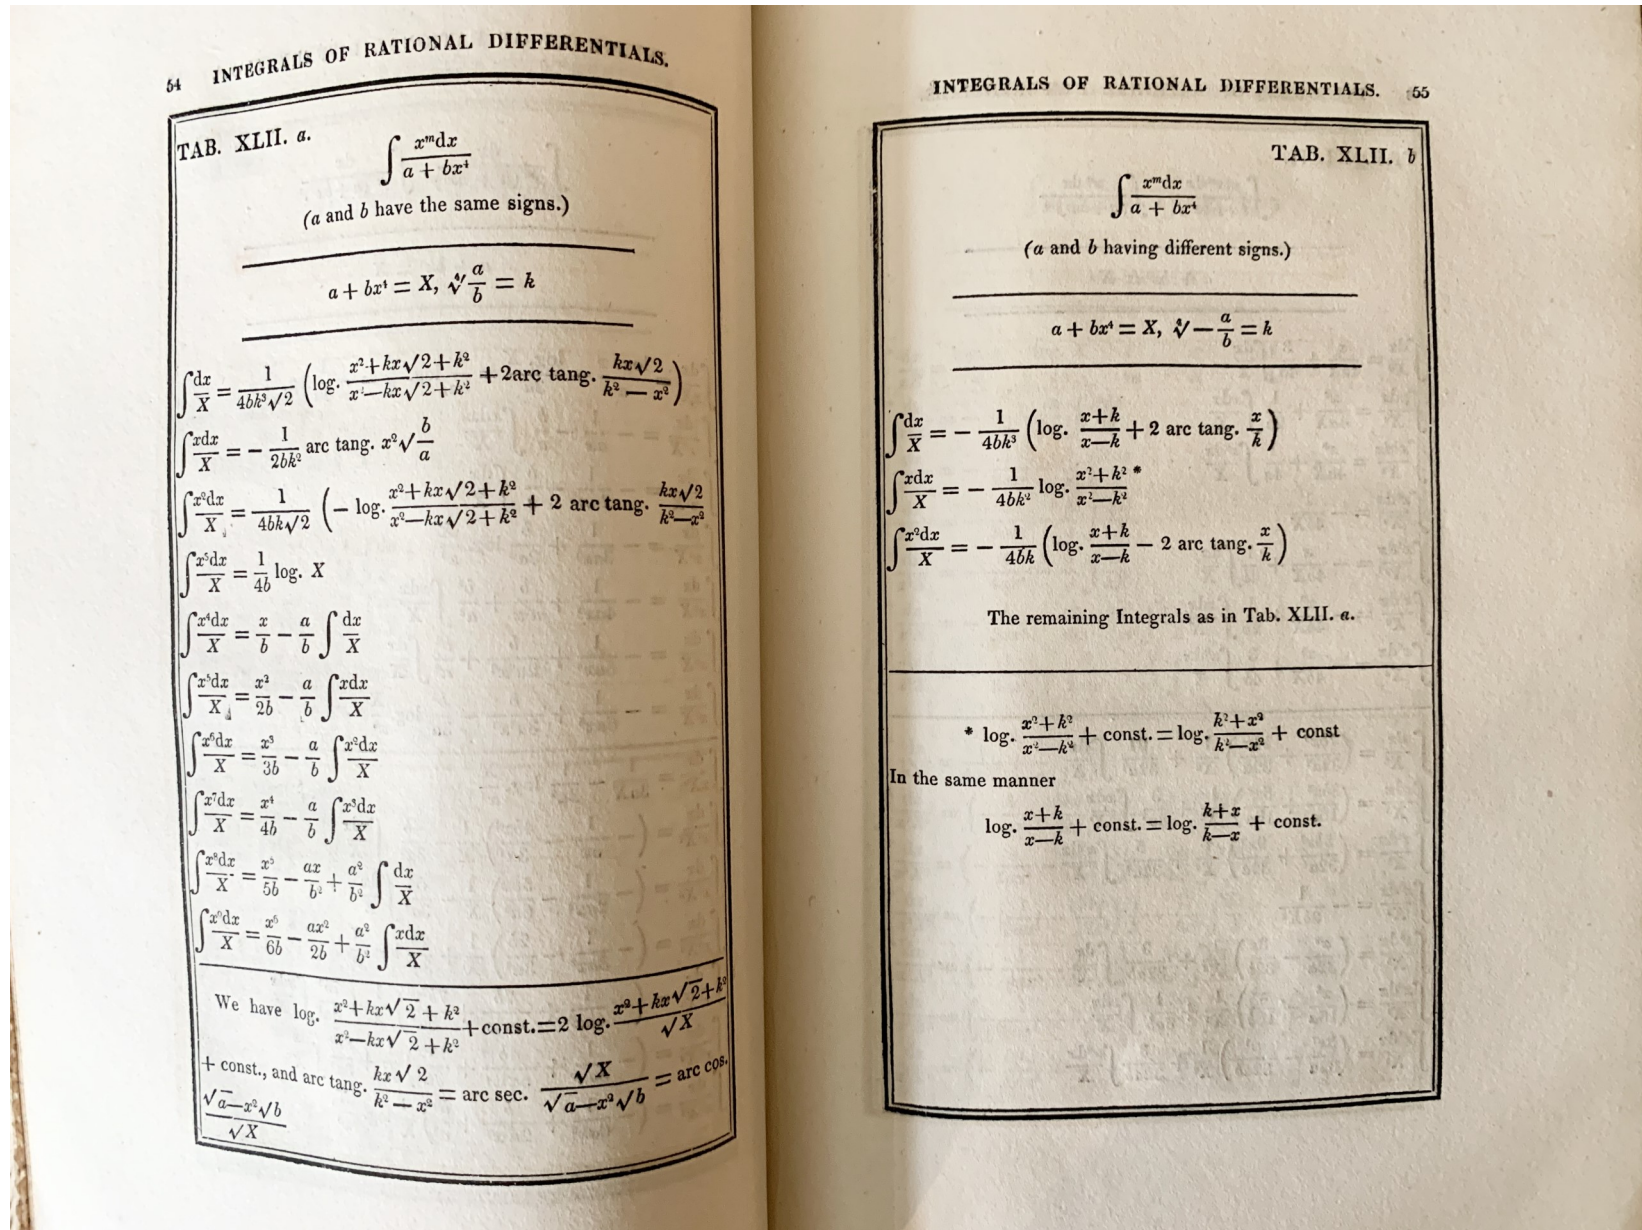 54 INTEGRALS OF RATIONAL DIFFERENTIALS.
TAB. XLII. a.
∫ xᵐdx / (a + bx⁴)
(a and b have the same signs.)
a + bx⁴ = X, ∜(a/b) = k
∫ dx/X = 1/(4bk³√2) (log. (x²+kx√2+k²)/(x²—kx√2+k²) + 2arc tang. kx√2/(k² — x²))
∫ xdx/X = — 1/(2bk²) arc tang. x²√(b/a)
∫ x²dx/X = 1/(4bk√2) (— log. (x²+kx√2+k²)/(x²—kx√2+k²) + 2 arc tang. kx√2/(k²—x²)
∫ x³dx/X = 1/(4b) log. X
∫ x⁴dx/X = x/b — a/b ∫ dx/X
∫ x⁵dx/X = x²/2b — a/b ∫ xdx/X
∫ x⁶dx/X = x³/3b — a/b ∫ x²dx/X
∫ x⁷dx/X = x⁴/4b — a/b ∫ x³dx/X
∫ x⁸dx/X = x⁵/5b — ax/b² + a²/b² ∫ dx/X
∫ x⁹dx/X = x⁶/6b — ax²/2b + a²/b² ∫ xdx/X
We have log. (x²+kx√2 + k²)/(x²—kx√2 + k²) + const. = 2 log. (x²+kx√2+k²)/√X
+ const., and arc tang. kx√2/(k² — x²) = arc sec. √X/(√a—x²√b) = arc cos.
(√a—x²√b)/√X
INTEGRALS OF RATIONAL DIFFERENTIALS. 55
TAB. XLII. b
∫ xᵐdx / (a + bx⁴)
(a and b having different signs.)
a + bx⁴ = X, ∜(—a/b) = k
∫ dx/X = — 1/(4bk³) (log. (x+k)/(x—k) + 2 arc tang. x/k)
∫ xdx/X = — 1/(4bk²) log. (x²+k²)/(x²—k²) *
∫ x²dx/X = — 1/(4bk) (log. (x+k)/(x—k) — 2 arc tang. x/k)
The remaining Integrals as in Tab. XLII. a.
* log. (x²+k²)/(x²—k²) + const. = log. (k²+x²)/(k²—x²) + const
In the same manner
log. (x+k)/(x—k) + const. = log. (k+x)/(k—x) + const.